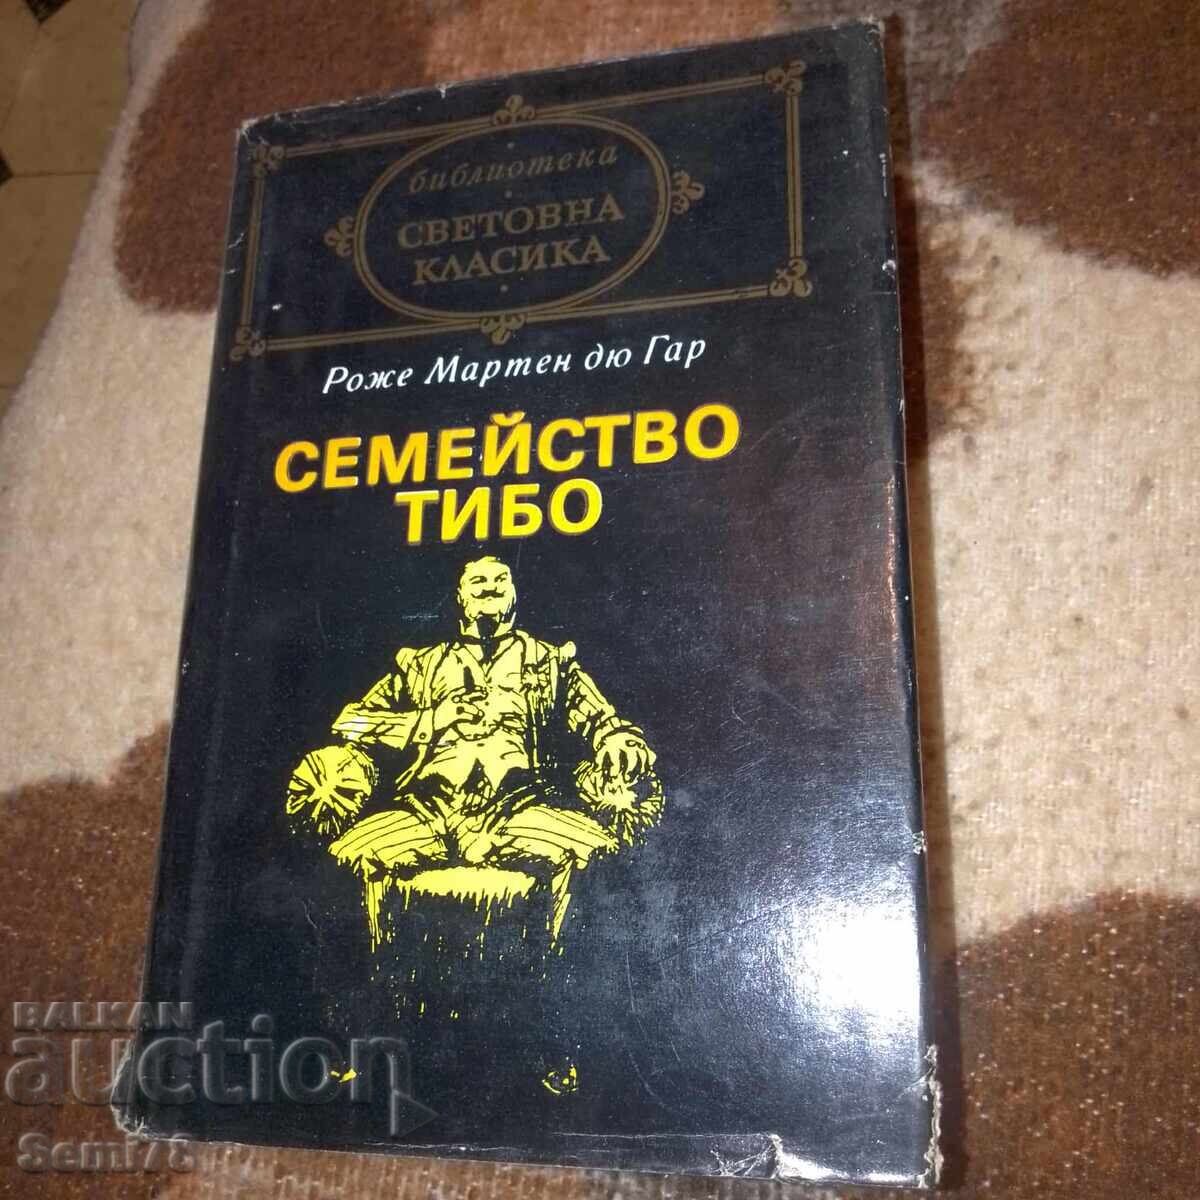 библиотека
СВЕТОВНА
КЛАСИКА
Роже Мартен дю Гар
СЕМЕЙСТВО
ТИБО
BALKAN
auction
Semi78